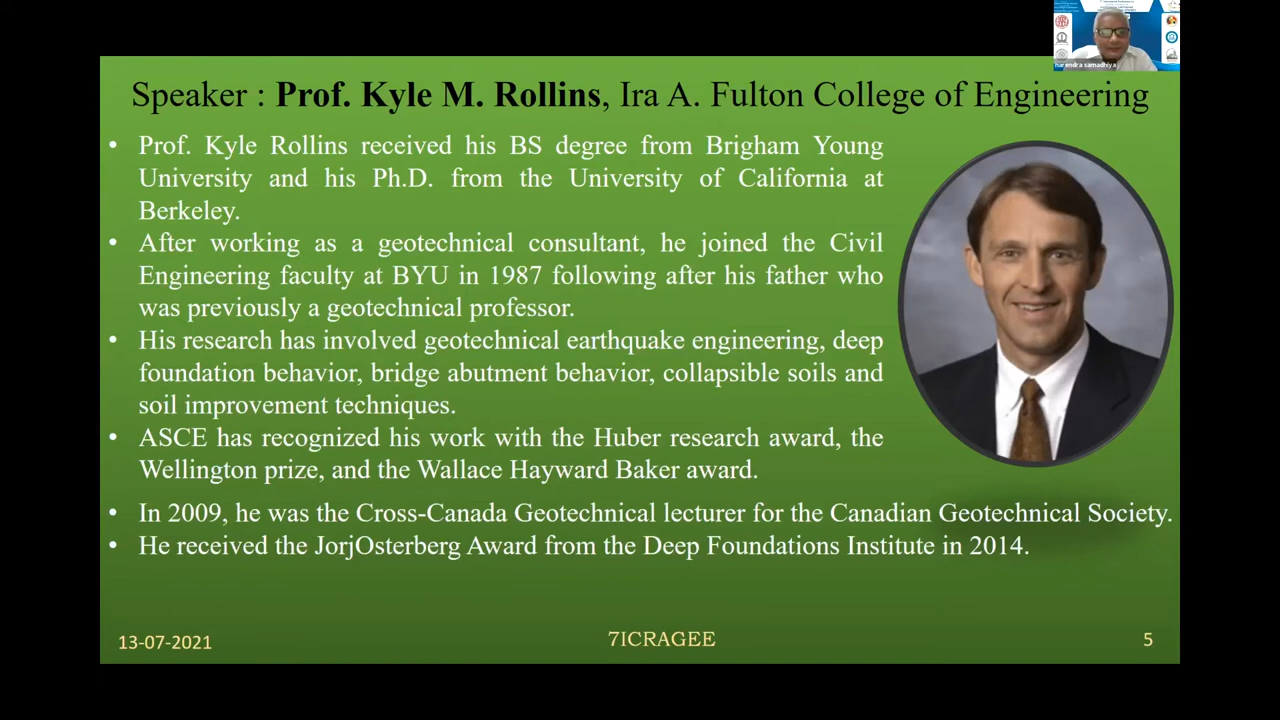 narendra samadhiya
Speaker : Prof. Kyle M. Rollins, Ira A. Fulton College of Engineering
• Prof. Kyle Rollins received his BS degree from Brigham Young
University and his Ph.D. from the University of California at
Berkeley.
• After working as a geotechnical consultant, he joined the Civil
Engineering faculty at BYU in 1987 following after his father who
was previously a geotechnical professor.
• His research has involved geotechnical earthquake engineering, deep
foundation behavior, bridge abutment behavior, collapsible soils and
soil improvement techniques.
• ASCE has recognized his work with the Huber research award, the
Wellington prize, and the Wallace Hayward Baker award.
• In 2009, he was the Cross-Canada Geotechnical lecturer for the Canadian Geotechnical Society.
• He received the JorjOsterberg Award from the Deep Foundations Institute in 2014.
13-07-2021
7ICRAGEE
5